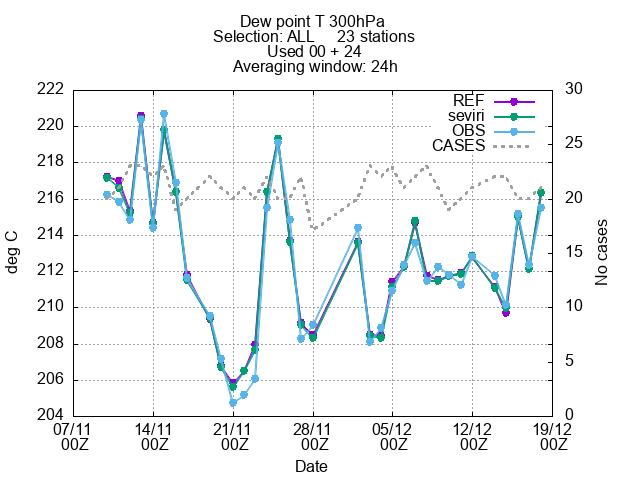 Dew point T 300hPa
Selection: ALL 23 stations
Used 00 + 24
Averaging window: 24h
222
220
218
216
214
212
210
208
206
204
deg C
30
25
20
15
10
5
0
No cases
REF
seviri
OBS
CASES
07/11 14/11 21/11 28/11 05/12 12/12 19/12
00Z 00Z 00Z 00Z 00Z 00Z 00Z
Date